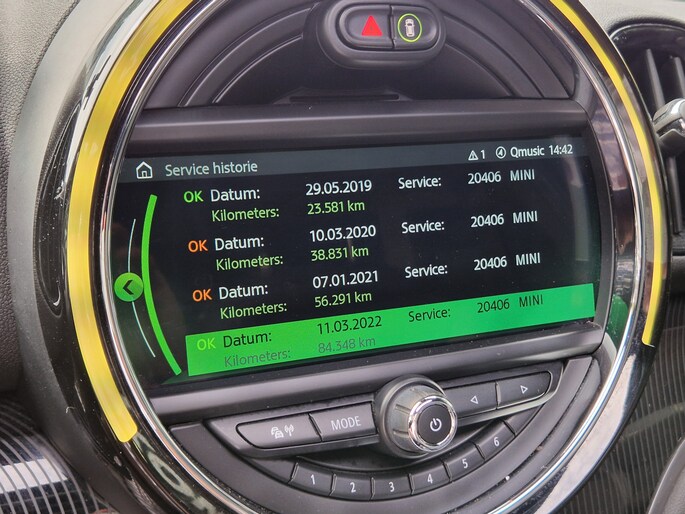 Service historie 1 4 Qmusic 14:42
OK Datum: 29.05.2019 Service: 20406 MINI
Kilometers: 23.581 km
OK Datum: 10.03.2020 Service: 20406 MINI
Kilometers: 38.831 km
OK Datum: 07.01.2021 Service: 20406 MINI
Kilometers: 56.291 km
OK Datum: 11.03.2022 Service: 20406 MINI
Kilometers: 84.348 km
MODE
1 2 3 4 5 6